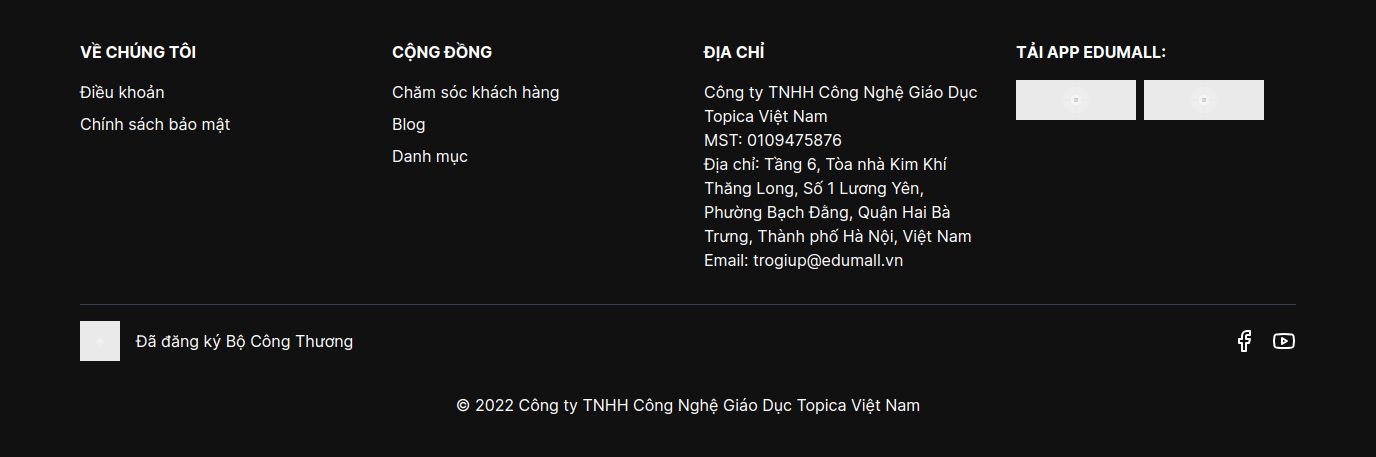 VỀ CHÚNG TÔI
Điều khoản
Chính sách bảo mật
CỘNG ĐỒNG
Chăm sóc khách hàng
Blog
Danh mục
ĐỊA CHỈ
Công ty TNHH Công Nghệ Giáo Dục
Topica Việt Nam
MST: 0109475876
Địa chỉ: Tầng 6, Tòa nhà Kim Khí
Thăng Long, Số 1 Lương Yên,
Phường Bạch Đằng, Quận Hai Bà
Trưng, Thành phố Hà Nội, Việt Nam
Email: trogiup@edumall.vn
TẢI APP EDUMALL:
Đã đăng ký Bộ Công Thương
© 2022 Công ty TNHH Công Nghệ Giáo Dục Topica Việt Nam